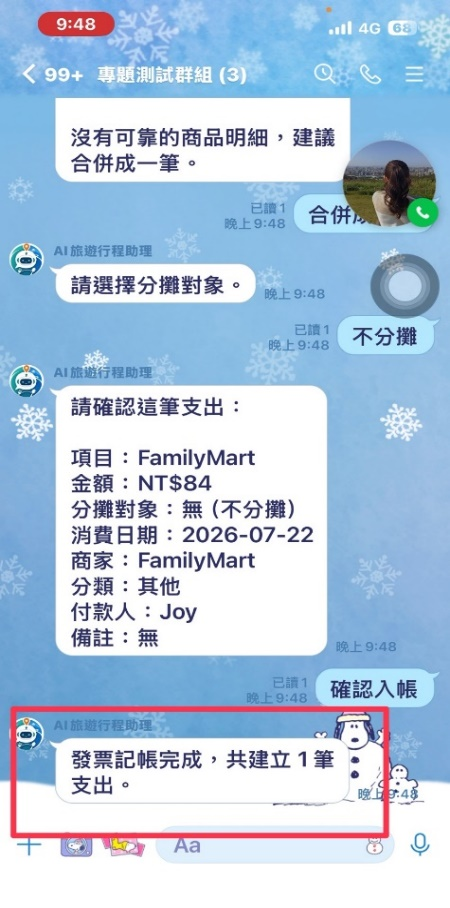 9:48
4G 68
99+ 專題測試群組 (3)
沒有可靠的商品明細，建議
合併成一筆。
已讀 1
晚上 9:48
合併
AI 旅遊行程助理
請選擇分攤對象。
晚上 9:48
已讀 1
晚上 9:48
不分攤
AI 旅遊行程助理
請確認這筆支出：
項目：FamilyMart
金額：NT$84
分攤對象：無 (不分攤)
消費日期：2026-07-22
商家：FamilyMart
分類：其他
付款人：Joy
備註：無
晚上 9:48
已讀 1
晚上 9:48
確認入帳
AI 旅遊行程助理
發票記帳完成，共建立 1 筆
支出。
晚上 9:48
Aa